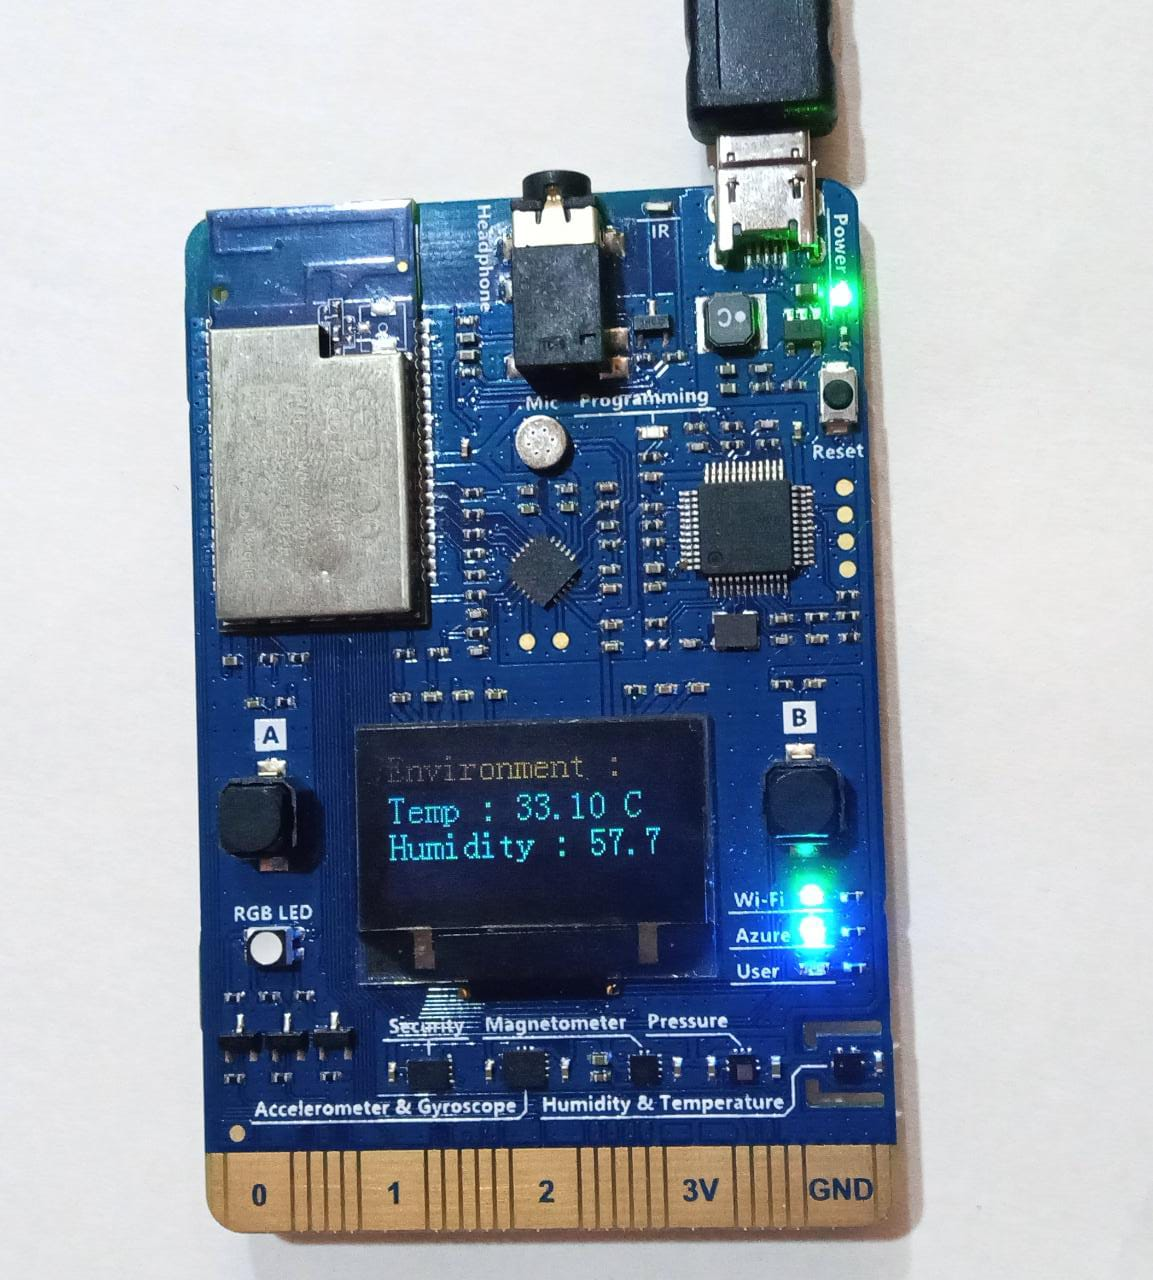 Headphone
IR
Power
Mic
Programming
Reset
A
B
Environment :
Temp : 33.10 C
Humidity : 57.7
Wi-Fi
RGB LED
Azure
User
Security
Magnetometer
Pressure
Accelerometer & Gyroscope
Humidity & Temperature
0
1
2
3V
GND